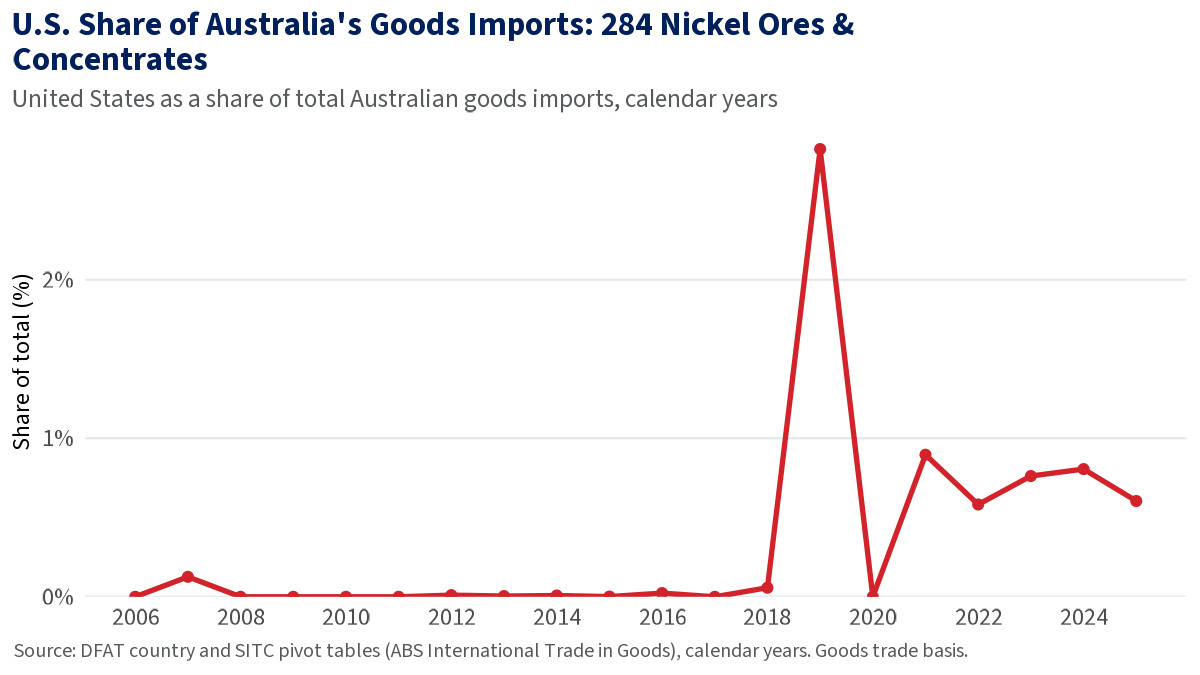 U.S. Share of Australia's Goods Imports: 284 Nickel Ores &
Concentrates
United States as a share of total Australian goods imports, calendar years
Share of total (%)
2%
1%
0%
2006 2008 2010 2012 2014 2016 2018 2020 2022 2024
Source: DFAT country and SITC pivot tables (ABS International Trade in Goods), calendar years. Goods trade basis.